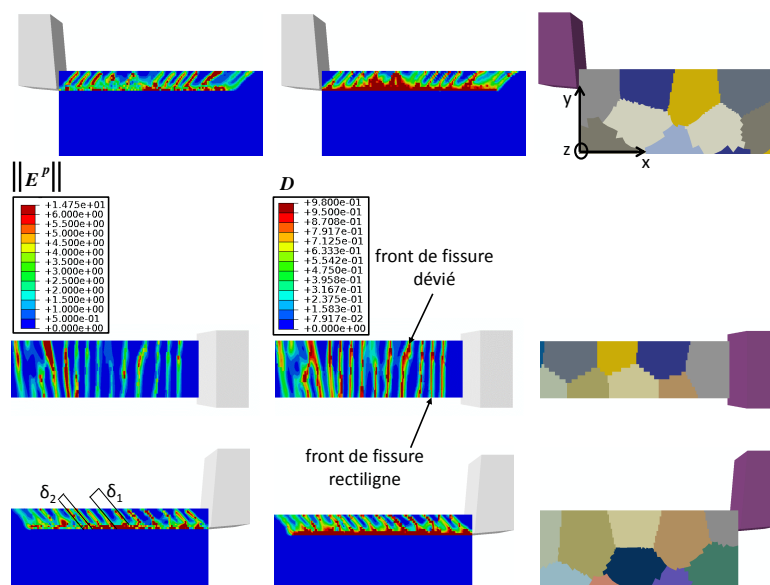 y
z
x
||E^p||
D
+1.475e+01
+6.000e+00
+5.500e+00
+5.000e+00
+4.500e+00
+4.000e+00
+3.500e+00
+3.000e+00
+2.500e+00
+2.000e+00
+1.500e+00
+1.000e+00
+5.000e-01
+0.000e+00
+9.800e-01
+9.500e-01
+8.708e-01
+7.917e-01
+7.125e-01
+6.333e-01
+5.542e-01
+4.750e-01
+3.958e-01
+3.167e-01
+2.375e-01
+1.583e-01
+7.917e-02
+0.000e+00
front de fissure
dévié
front de fissure
rectiligne
δ2
δ1